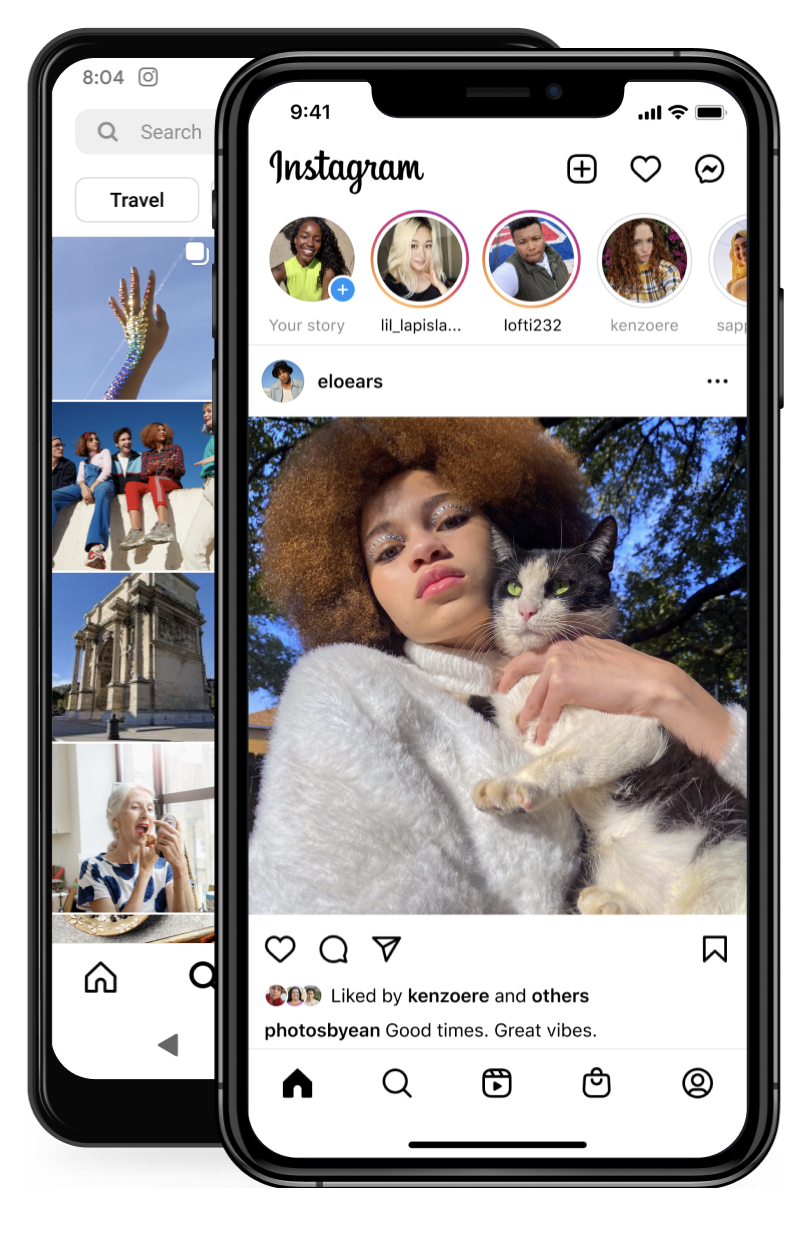 8:04
Search
Travel
9:41
Instagram
Your story
lil_lapisla...
lofti232
kenzoere
sapp
eloears
Liked by kenzoere and others
photosbyean Good times. Great vibes.